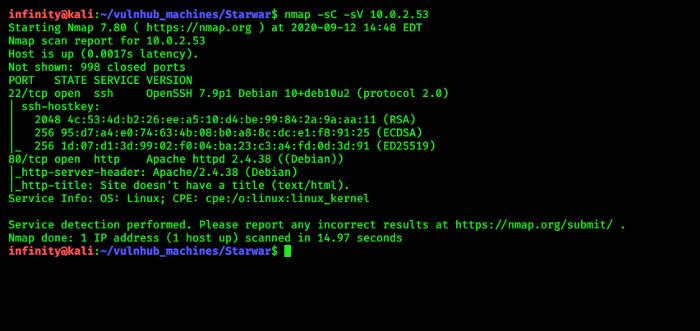 infinity@kali:~/vulnhub_machines/Starwar$ nmap -sC -sV 10.0.2.53
Starting Nmap 7.80 ( https://nmap.org ) at 2020-09-12 14:48 EDT
Nmap scan report for 10.0.2.53
Host is up (0.0017s latency).
Not shown: 998 closed ports
PORT   STATE SERVICE VERSION
22/tcp open  ssh     OpenSSH 7.9p1 Debian 10+deb10u2 (protocol 2.0)
| ssh-hostkey:
|   2048 4c:53:4d:b2:26:ee:a5:10:d4:be:99:84:2a:9a:aa:11 (RSA)
|   256 95:d7:a4:e0:74:63:4b:08:b0:a8:8c:dc:e1:f8:91:25 (ECDSA)
|_  256 1d:07:d1:3d:99:02:f0:04:ba:23:c3:a4:fd:0d:3d:91 (ED25519)
80/tcp open  http    Apache httpd 2.4.38 ((Debian))
|_http-server-header: Apache/2.4.38 (Debian)
|_http-title: Site doesn't have a title (text/html).
Service Info: OS: Linux; CPE: cpe:/o:linux:linux_kernel
Service detection performed. Please report any incorrect results at https://nmap.org/submit/ .
Nmap done: 1 IP address (1 host up) scanned in 14.97 seconds
infinity@kali:~/vulnhub_machines/Starwar$